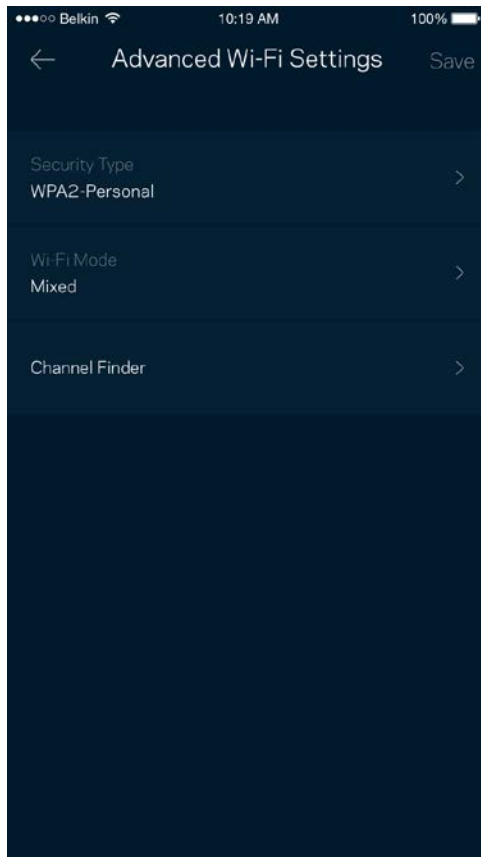 Belkin 10:19 AM 100%
Advanced Wi-Fi Settings Save
Security Type
WPA2-Personal
Wi-Fi Mode
Mixed
Channel Finder